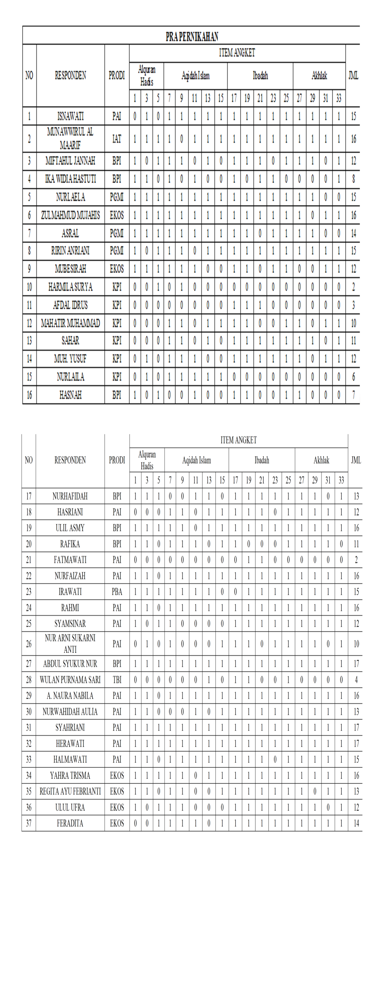 PRA PERNIKAHAN
NO RESPONDEN PRODI ITEM ANGKET JML
Alquran Hadis Aqidah Islam Ibadah Akhlak
1 3 5 7 9 11 13 15 17 19 21 23 25 27 29 31 33
1 ISNAWATI PAI 0 1 0 1 1 1 1 1 1 1 1 1 1 1 1 1 1 15
2 MUNAWWIRUL AL MAARIF IAT 1 1 1 1 0 1 1 1 1 1 1 1 1 1 1 1 1 16
3 MIFTAHUL JANNAH BPI 1 0 1 1 1 0 1 0 1 1 1 0 1 1 1 0 1 12
4 IKA WIDIA HASTUTI BPI 1 1 0 1 0 1 0 0 1 0 1 1 0 0 0 0 1 8
5 NURLAELA PGMI 1 1 1 1 1 1 1 1 1 1 1 1 1 1 1 0 0 15
6 ZULMAHMUD MUJAHIS EKOS 1 1 1 1 1 1 1 1 1 1 1 1 1 1 0 1 1 16
7 ASRAL PGMI 1 1 1 1 1 1 1 1 1 1 0 1 1 1 1 0 0 14
8 RIRIN ANRIANI PGMI 1 0 1 1 1 0 1 1 1 1 1 1 1 1 1 1 1 15
9 MUBESIRAH EKOS 1 1 1 1 1 1 0 0 1 1 0 1 1 0 0 1 1 12
10 HARMILA SURYA KPI 0 0 1 0 1 0 0 0 0 0 0 0 0 0 0 0 0 2
11 AFDAL IDRUS KPI 0 0 0 0 0 0 0 0 1 1 1 0 0 0 0 0 0 3
12 MAHATIR MUHAMMAD KPI 0 0 0 1 1 0 1 1 1 1 0 0 1 1 0 1 1 10
13 SAHAR KPI 0 0 0 1 1 0 1 0 1 1 1 1 1 1 1 0 1 11
14 MUH. YUSUF KPI 0 1 0 1 1 1 0 0 1 1 1 1 1 1 0 1 1 12
15 NURLAILA KPI 0 1 0 1 1 1 1 1 0 0 0 0 0 0 0 0 0 6
16 HASNAH BPI 1 0 1 0 0 1 0 0 1 1 0 0 1 1 0 0 0 7
NO RESPONDEN PRODI ITEM ANGKET JML
Alquran Hadis Aqidah Islam Ibadah Akhlak
1 3 5 7 9 11 13 15 17 19 21 23 25 27 29 31 33
17 NURHAFIDAH BPI 1 1 1 0 0 1 1 0 1 1 1 1 1 1 1 0 1 13
18 HASRIANI PAI 0 0 0 1 1 0 1 1 1 1 1 0 1 1 1 1 1 12
19 ULIL ASMY BPI 1 1 1 1 1 0 1 1 1 1 1 1 1 1 1 1 1 16
20 RAFIKA BPI 1 1 0 1 1 1 0 1 1 0 0 0 1 1 1 1 0 11
21 FATMAWATI PAI 0 0 0 0 0 0 0 0 0 1 1 0 0 0 0 0 0 2
22 NURFAIZAH PAI 1 1 0 1 1 1 1 1 1 1 1 1 1 1 1 1 1 16
23 IRAWATI PBA 1 1 1 1 1 1 1 0 0 1 1 1 1 1 1 1 1 15
24 RAHMI PAI 1 1 0 1 1 1 1 1 1 1 1 1 1 1 1 1 1 16
25 SYAMSINAR PAI 1 0 1 1 0 0 0 0 1 1 1 1 1 1 1 1 1 12
26 NUR ARNI SUKARNI ANTI PAI 0 1 0 1 0 0 0 1 1 1 0 1 1 1 1 0 1 10
27 ABDUL SYUKUR NUR BPI 1 1 1 1 1 1 1 1 1 1 1 1 1 1 1 1 1 17
28 WULAN PURNAMA SARI TBI 0 0 0 0 0 0 1 0 1 1 0 0 1 0 0 0 0 4
29 A. NAURA NABILA PAI 1 1 0 1 1 1 1 1 1 1 1 1 1 1 1 1 1 16
30 NURWAHIDAH AULIA PAI 1 1 0 0 0 1 0 1 1 1 1 1 1 1 1 1 1 13
31 SYAHRIANI PAI 1 1 1 1 1 1 1 1 1 1 1 1 1 1 1 1 1 17
32 HERAWATI PAI 1 1 1 1 1 1 1 1 1 1 1 1 1 1 1 1 1 17
33 HALMAWATI PAI 1 1 0 1 1 1 1 1 1 1 1 0 1 1 1 1 1 15
34 YAHRA TRISMA EKOS 1 1 1 1 1 0 1 1 1 1 1 1 1 1 1 1 1 16
35 REGITA AYU FEBRIANTI EKOS 1 1 0 1 1 0 0 1 1 1 1 1 1 1 0 1 1 13
36 ULUL UFRA EKOS 1 0 1 1 1 0 0 0 1 1 1 1 1 1 1 0 1 12
37 FERADITA EKOS 0 0 1 1 1 1 0 1 1 1 1 1 1 1 1 1 1 14